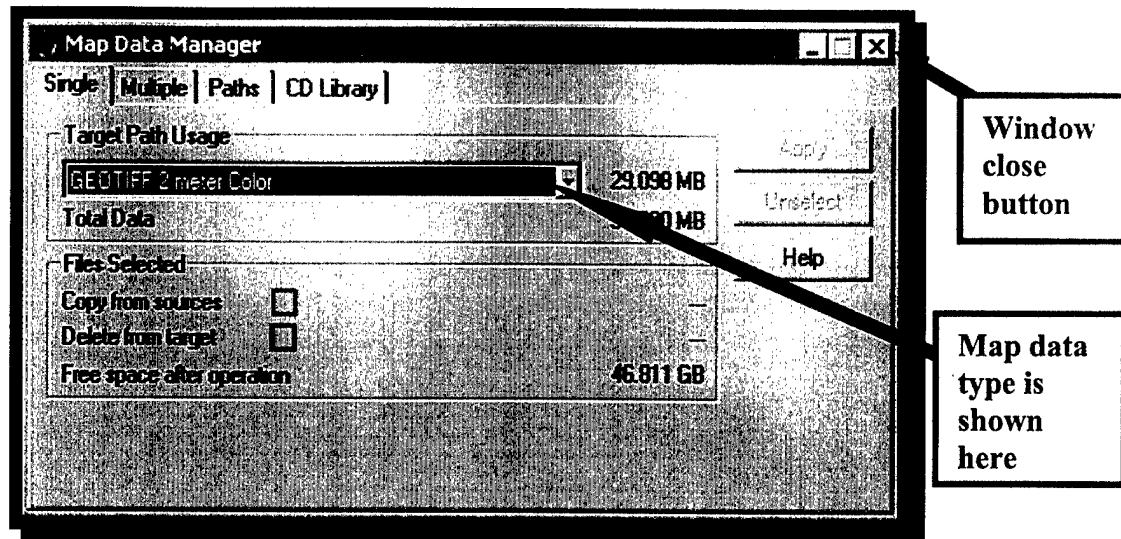 Map Data Manager
Single Multiple Paths CD Library
Target Path Usage
GEOTIFF 2 meter Color 29.098 MB
Total Data MB
Files Selected
Copy from sources —
Delete from target —
Free space after operation 46.811 GB
Apply
Unselect
Help
Window
close
button
Map data
type is
shown
here